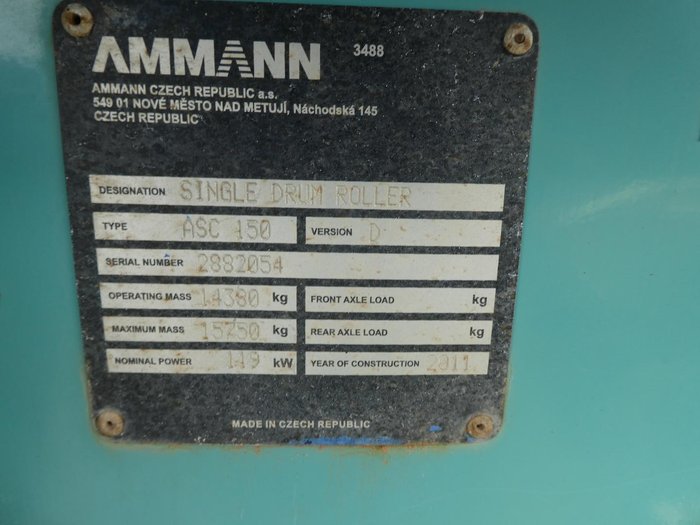 AMMANN 3488
AMMANN CZECH REPUBLIC a.s.
549 01 NOVÉ MĚSTO NAD METUJÍ, Náchodská 145
CZECH REPUBLIC
DESIGNATION SINGLE DRUM ROLLER
TYPE ASC 150 VERSION D
SERIAL NUMBER 2882054
OPERATING MASS 14380 kg FRONT AXLE LOAD kg
MAXIMUM MASS 15750 kg REAR AXLE LOAD kg
NOMINAL POWER 119 kW YEAR OF CONSTRUCTION 2011
MADE IN CZECH REPUBLIC